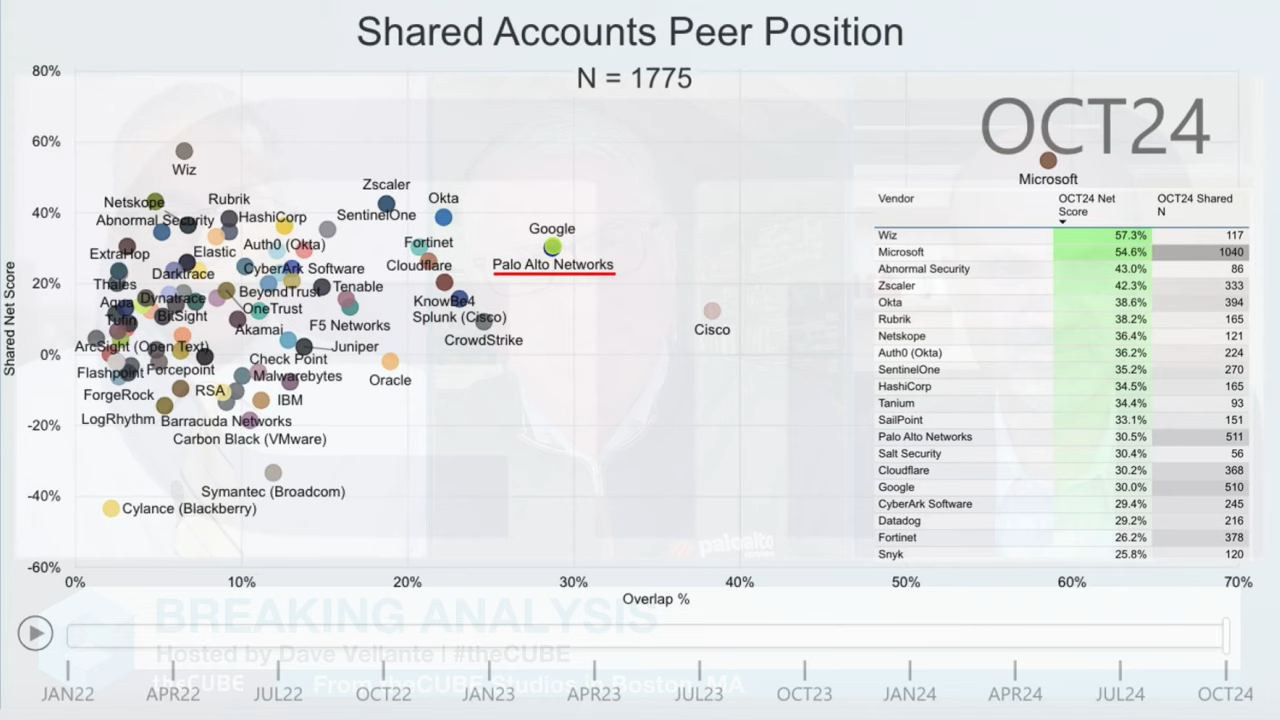 Shared Accounts Peer Position
N = 1775
OCT24
80%
60%
40%
20%
0%
-20%
-40%
-60%
Shared Net Score
Wiz
Microsoft
Zscaler
Netskope
Rubrik
Okta
Abnormal Security
HashiCorp
SentinelOne
Google
ExtraHop
Elastic
Auth0 (Okta)
Fortinet
Cloudflare
Palo Alto Networks
Thales
Darktrace
CyberArk Software
Aqua
Dynatrace
BeyondTrust
Tenable
KnowBe4
Tufin
BitSight
OneTrust
Splunk (Cisco)
Akamai
F5 Networks
Cisco
ArcSight (Open Text)
Juniper
CrowdStrike
Flashpoint
Forcepoint
Check Point
Malwarebytes
Oracle
ForgeRock
RSA
IBM
LogRhythm
Barracuda Networks
Carbon Black (VMware)
Symantec (Broadcom)
Cylance (Blackberry)
Vendor OCT24 Net Score OCT24 Shared N
Wiz 57.3% 117
Microsoft 54.6% 1040
Abnormal Security 43.0% 86
Zscaler 42.3% 333
Okta 38.6% 394
Rubrik 38.2% 165
Netskope 36.4% 121
Auth0 (Okta) 36.2% 224
SentinelOne 35.2% 270
HashiCorp 34.5% 165
Tanium 34.4% 93
SailPoint 33.1% 151
Palo Alto Networks 30.5% 511
Salt Security 30.4% 56
Cloudflare 30.2% 368
Google 30.0% 510
CyberArk Software 29.4% 245
Datadog 29.2% 216
Fortinet 26.2% 378
Snyk 25.8% 120
paloalto
0% 10% 20% 30% 40% 50% 60% 70%
Overlap %
BREAKING ANALYSIS
Hosted by Dave Vellante | #theCUBE
theCUBE From theCUBE Studios in Boston, MA
JAN22 APR22 JUL22 OCT22 JAN23 APR23 JUL23 OCT23 JAN24 APR24 JUL24 OCT24